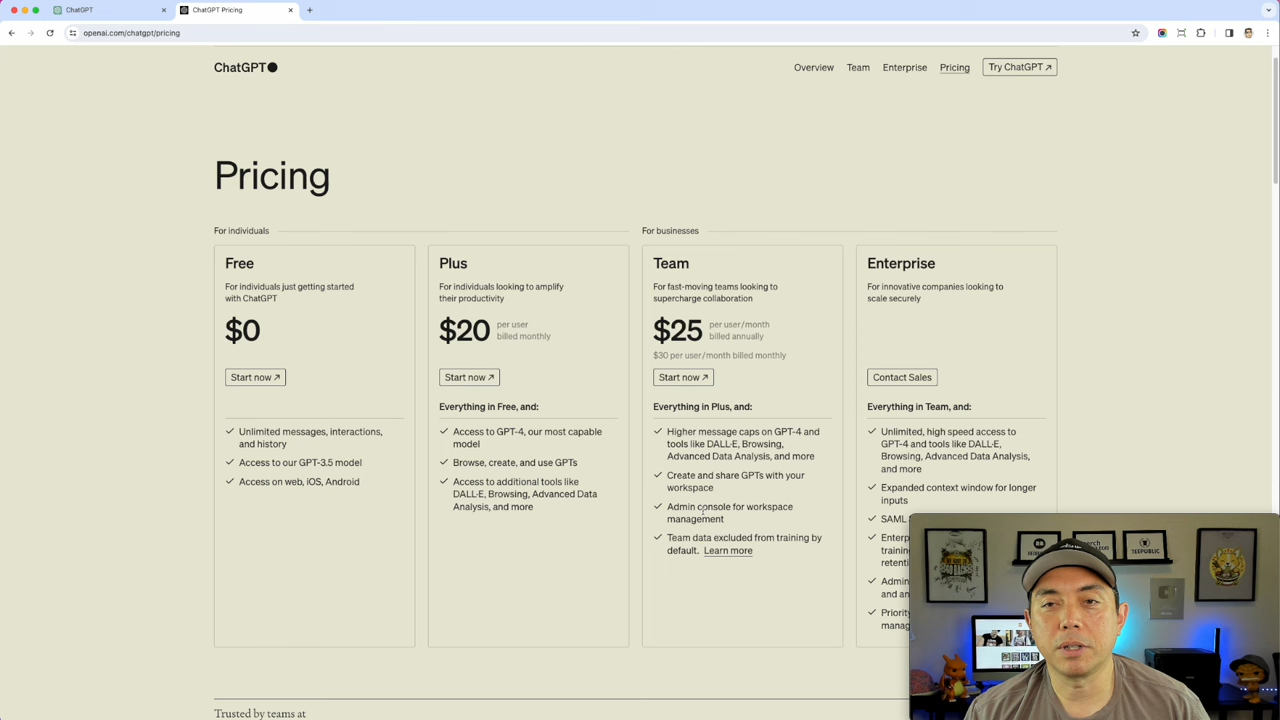 ChatGPT
ChatGPT Pricing
openai.com/chatgpt/pricing
ChatGPT
Overview
Team
Enterprise
Pricing
Try ChatGPT ↗
Pricing
For individuals
For businesses
Free
For individuals just getting started
with ChatGPT
$0
Start now ↗
Unlimited messages, interactions,
and history
Access to our GPT-3.5 model
Access on web, iOS, Android
Plus
For individuals looking to amplify
their productivity
$20 per user
billed monthly
Start now ↗
Everything in Free, and:
Access to GPT-4, our most capable
model
Browse, create, and use GPTs
Access to additional tools like
DALL·E, Browsing, Advanced Data
Analysis, and more
Team
For fast-moving teams looking to
supercharge collaboration
$25 per user/month
billed annually
$30 per user/month billed monthly
Start now ↗
Everything in Plus, and:
Higher message caps on GPT-4 and
tools like DALL·E, Browsing,
Advanced Data Analysis, and more
Create and share GPTs with your
workspace
Admin console for workspace
management
Team data excluded from training by
default. Learn more
Enterprise
For innovative companies looking to
scale securely
Contact Sales
Everything in Team, and:
Unlimited, high speed access to
GPT-4 and tools like DALL·E,
Browsing, Advanced Data Analysis,
and more
Expanded context window for longer
inputs
SAML
Enterp
training
retenti
Admin
and an
Priority
manag
TEEPUBLIC
Trusted by teams at